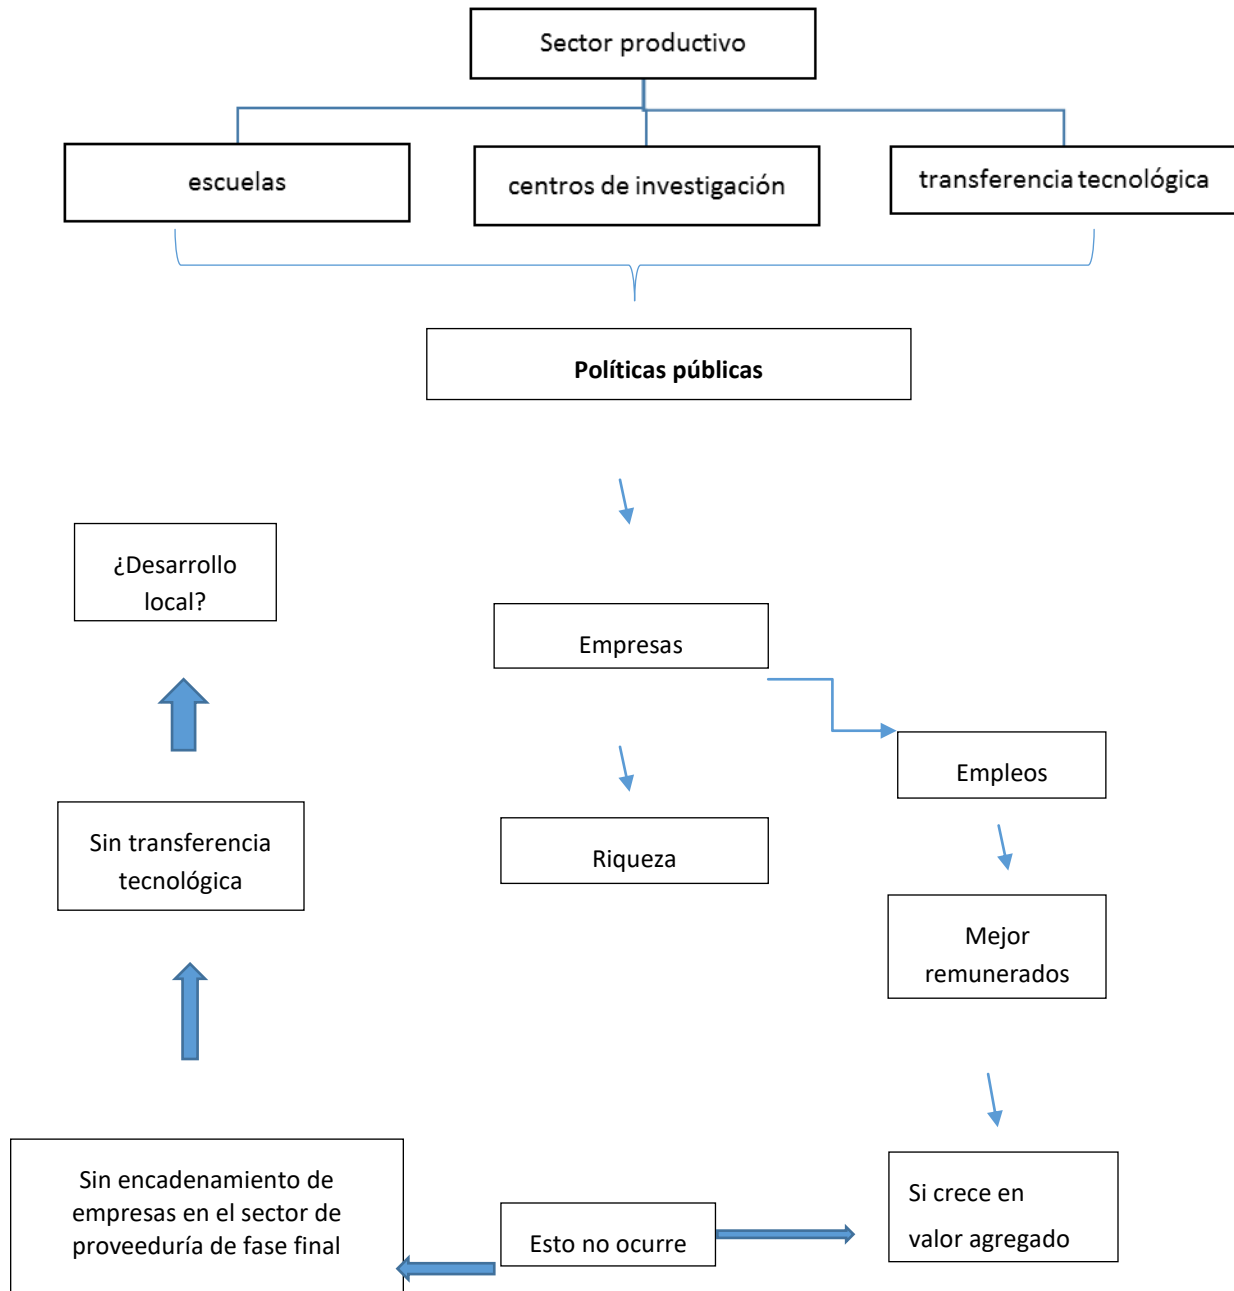 Sector productivo
escuelas
centros de investigación
transferencia tecnológica
Políticas públicas
¿Desarrollo
local?
Empresas
Empleos
Sin transferencia
tecnológica
Riqueza
Mejor
remunerados
Sin encadenamiento de
empresas en el sector de
proveeduría de fase final
Esto no ocurre
Si crece en
valor agregado